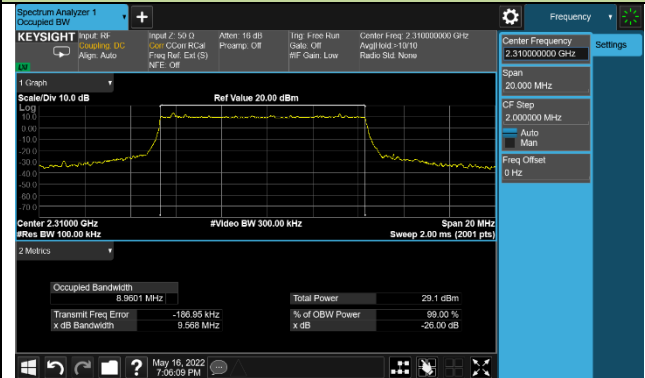 Spectrum Analyzer 1
Occupied BW
Frequency
KEYSIGHT
Input: RF
Coupling: DC
Align: Auto
Input Z: 50 Ω
Corr CCorr RCal
Freq Ref: Ext (S)
NFE: Off
Atten: 16 dB
Preamp: Off
Trig: Free Run
Gate: Off
#IF Gain: Low
Center Freq: 2.310000000 GHz
Avg|Hold:>10/10
Radio Std: None
LM
Center Frequency
2.310000000 GHz
Settings
Span
20.000 MHz
CF Step
2.000000 MHz
Auto
Man
Freq Offset
0 Hz
1 Graph
Scale/Div 10.0 dB
Ref Value 20.00 dBm
Log
10.0
0.00
-10.0
-20.0
-30.0
-40.0
-60.0
-70.0
Center 2.31000 GHz
#Video BW 300.00 kHz
Span 20 MHz
#Res BW 100.00 kHz
Sweep 2.00 ms (2001 pts)
2 Metrics
Occupied Bandwidth
8.9601 MHz
Total Power
29.1 dBm
Transmit Freq Error
-186.95 kHz
% of OBW Power
99.00 %
x dB Bandwidth
9.568 MHz
x dB
-26.00 dB
May 16, 2022
7:06:09 PM